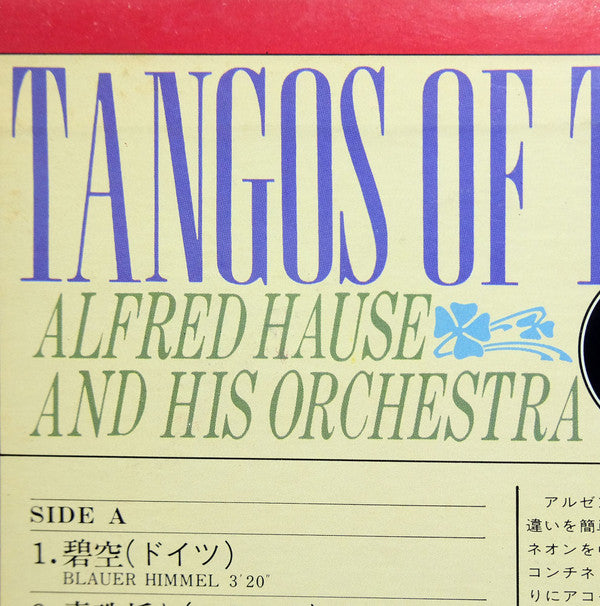 TANGOS OF
ALFRED HAUSE
AND HIS ORCHESTRA
SIDE A
1. 碧空(ドイツ)
BLAUER HIMMEL 3′20″
アルゼ
違いを簡
ネオンを
コンチネ
りにアコ